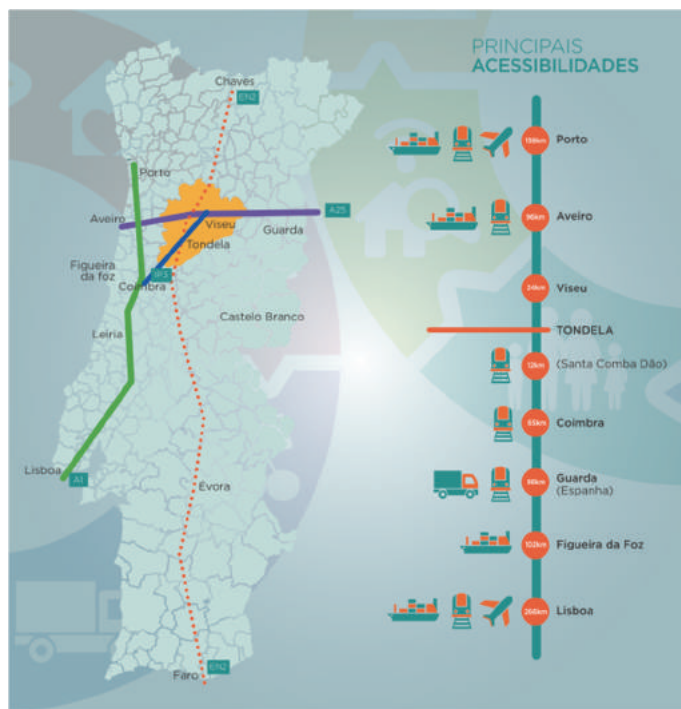 PRINCIPAIS
ACESSIBILIDADES
Chaves
EN2
Porto
Aveiro
A25
Viseu
Guarda
Tondela
Figueira
da foz
IP3
Coimbra
Castelo Branco
Leiria
Lisboa
A1
Évora
Faro
EN2
Porto
96km Aveiro
24km Viseu
TONDELA
12km (Santa Comba Dão)
Coimbra
Guarda
(Espanha)
102km Figueira da Foz
266km Lisboa